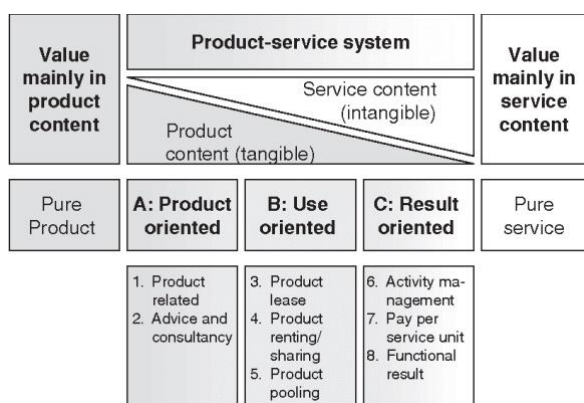 Value
mainly in
product
content
Product-service system
Service content
(intangible)
Product
content (tangible)
Value
mainly in
service
content
Pure
Product
A: Product
oriented
B: Use
oriented
C: Result
oriented
Pure
service
1. Product
related
2. Advice and
consultancy
3. Product
lease
4. Product
renting/
sharing
5. Product
pooling
6. Activity ma-
nagement
7. Pay per
service unit
8. Functional
result